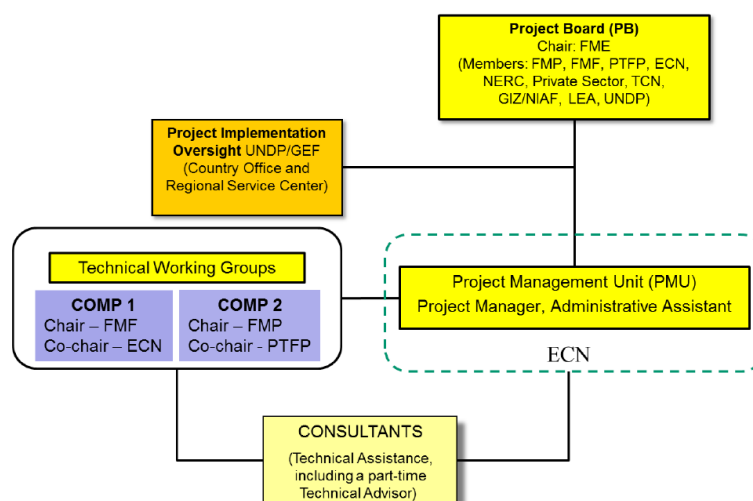 Project Board (PB)
Chair: FME
(Members: FMP, FMF, PTFP, ECN,
NERC, Private Sector, TCN,
GIZ/NIAF, LEA, UNDP)
Project Implementation
Oversight UNDP/GEF
(Country Office and
Regional Service Center)
Technical Working Groups
COMP 1
Chair – FMF
Co-chair – ECN
COMP 2
Chair – FMP
Co-chair - PTFP
Project Management Unit (PMU)
Project Manager, Administrative Assistant
ECN
CONSULTANTS
(Technical Assistance,
including a part-time
Technical Advisor)